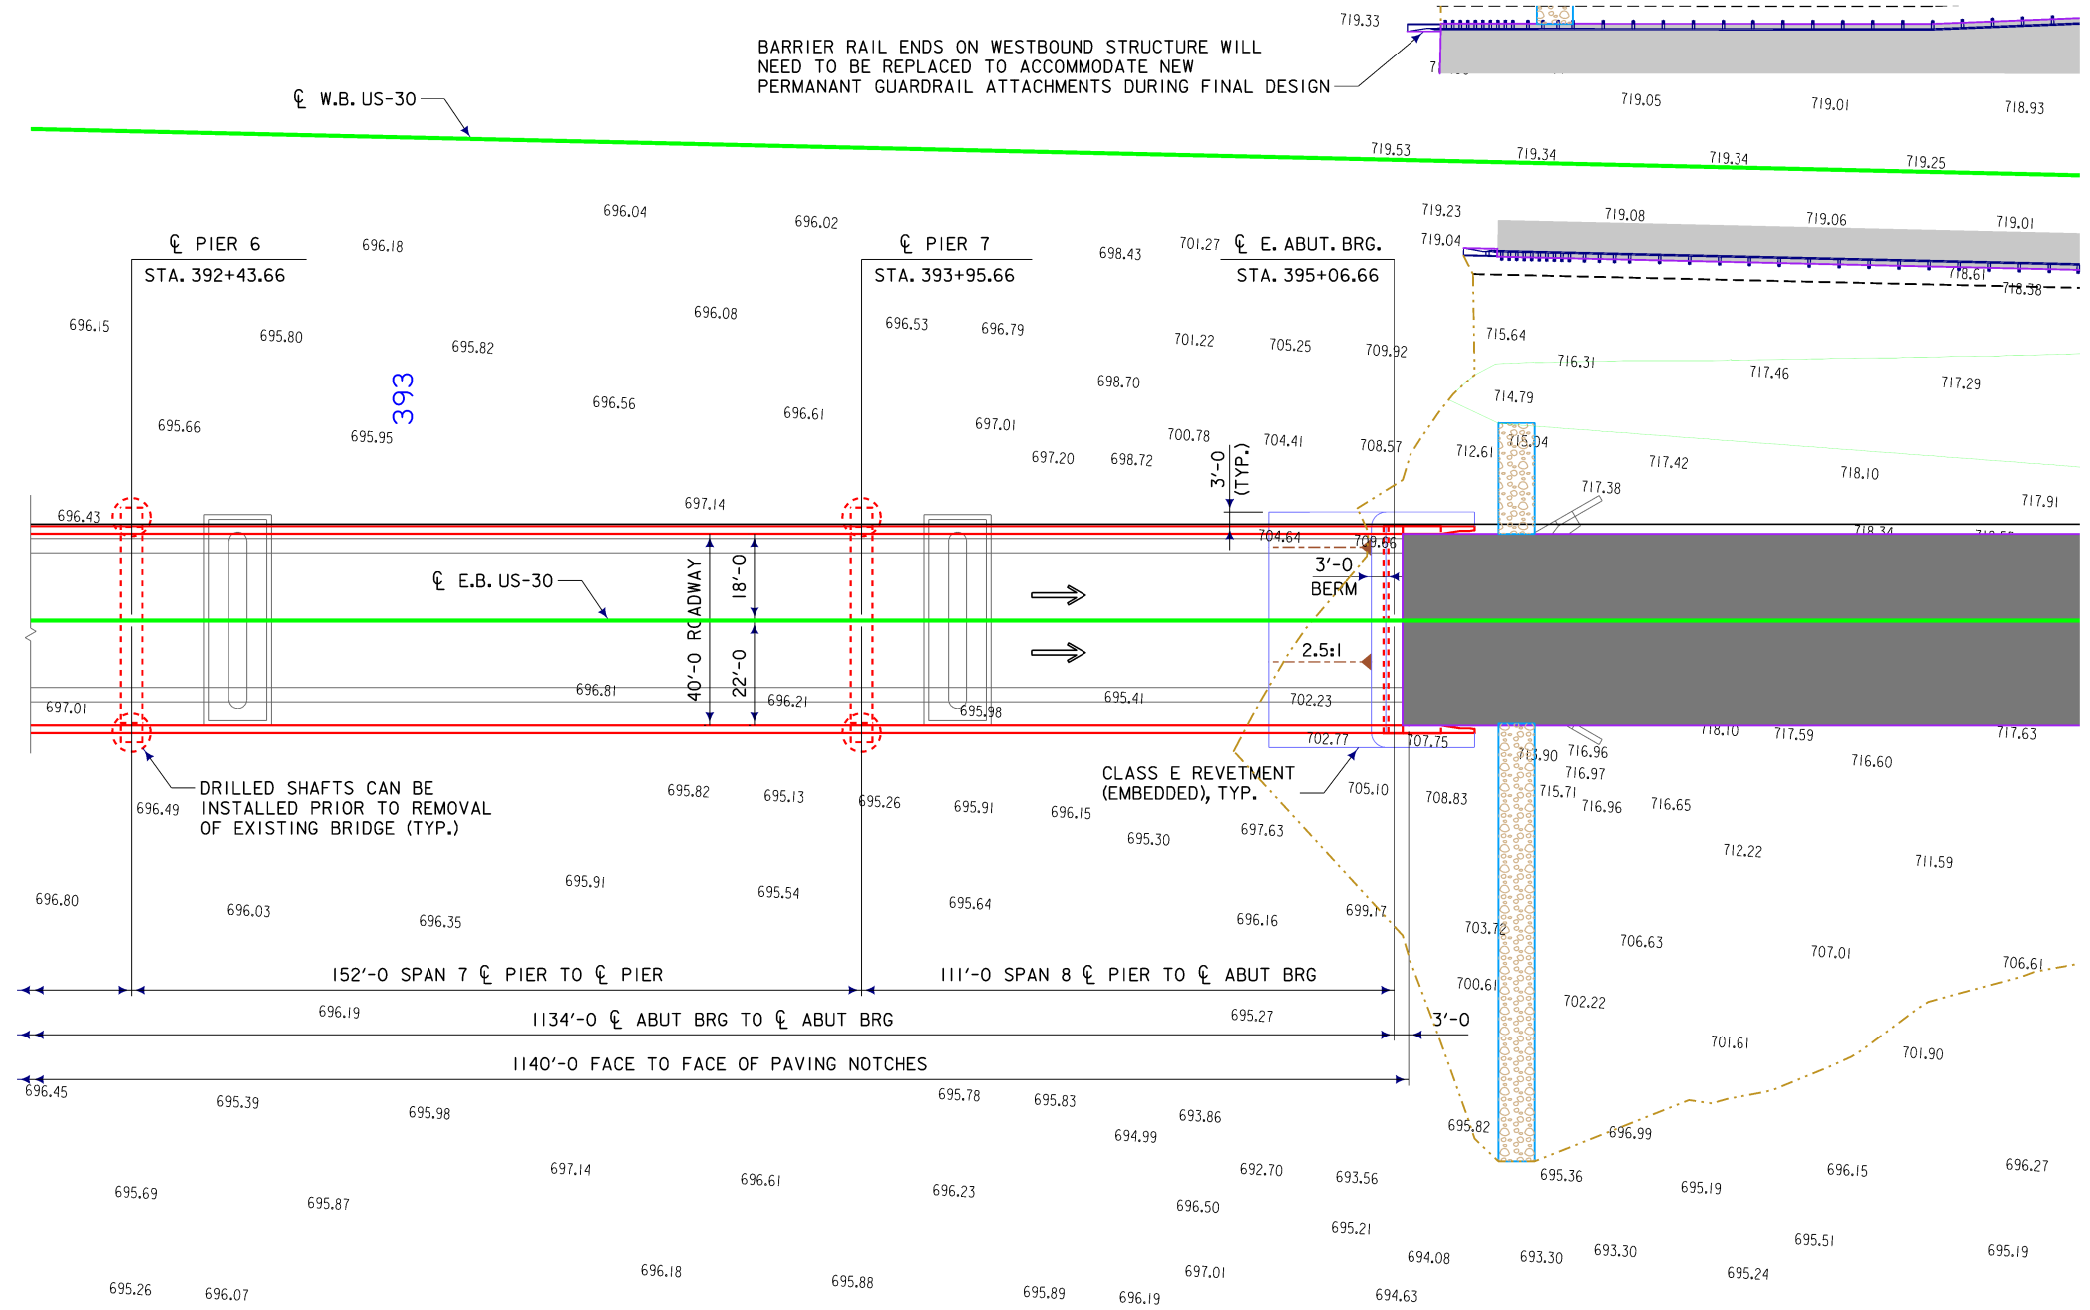 719.33
BARRIER RAIL ENDS ON WESTBOUND STRUCTURE WILL
NEED TO BE REPLACED TO ACCOMMODATE NEW
PERMANANT GUARDRAIL ATTACHMENTS DURING FINAL DESIGN
℄ W.B. US-30
719.05 719.01 718.93
719.53 719.34 719.34 719.25
696.04 696.02 719.23 719.08 719.06 719.01
℄ PIER 6 696.18 ℄ PIER 7 698.43 701.27 ℄ E. ABUT. BRG. 719.04
STA. 392+43.66 STA. 393+95.66 STA. 395+06.66 718.61
718.38
696.15 695.80 695.82 696.08 696.53 696.79 701.22 705.25 709.92 715.64
716.31 717.46 717.29
393
695.66 695.95 696.56 696.61 697.01 698.70 714.79
697.20 698.72 700.78 704.41 708.57 712.61 715.04 717.42 718.10
3'-0
(TYP.)
717.38 717.91
696.43 697.14 704.64 709.66 718.34
℄ E.B. US-30
40'-0 ROADWAY
18'-0
22'-0
3'-0
BERM
2.5:1
697.01 696.81 696.21 695.98 695.41 702.23
702.77 707.75 718.10 717.59 717.63
716.96 716.60
716.97
CLASS E REVETMENT
(EMBEDDED), TYP.
DRILLED SHAFTS CAN BE
INSTALLED PRIOR TO REMOVAL
OF EXISTING BRIDGE (TYP.)
696.49 695.82 695.13 695.26 695.91 696.15 705.10 708.83 715.71 716.96 716.65
695.30 697.63
695.91 695.54 712.22 711.59
696.80 696.03 696.35 695.64 696.16 699.17 703.72 706.63 707.01 706.61
152'-0 SPAN 7 ℄ PIER TO ℄ PIER 111'-0 SPAN 8 ℄ PIER TO ℄ ABUT BRG
700.61 702.22
696.19 1134'-0 ℄ ABUT BRG TO ℄ ABUT BRG 695.27 3'-0
701.61 701.90
1140'-0 FACE TO FACE OF PAVING NOTCHES
696.45 695.39 695.98 695.78 695.83 693.86
694.99 695.82 696.99
697.14 696.61 692.70 693.56 695.36 696.15 696.27
695.69 695.87 696.23 696.50 695.19
695.21
696.18 695.88 697.01 694.08 693.30 693.30 695.51 695.19
695.26 696.07 695.89 696.19 694.63 695.24